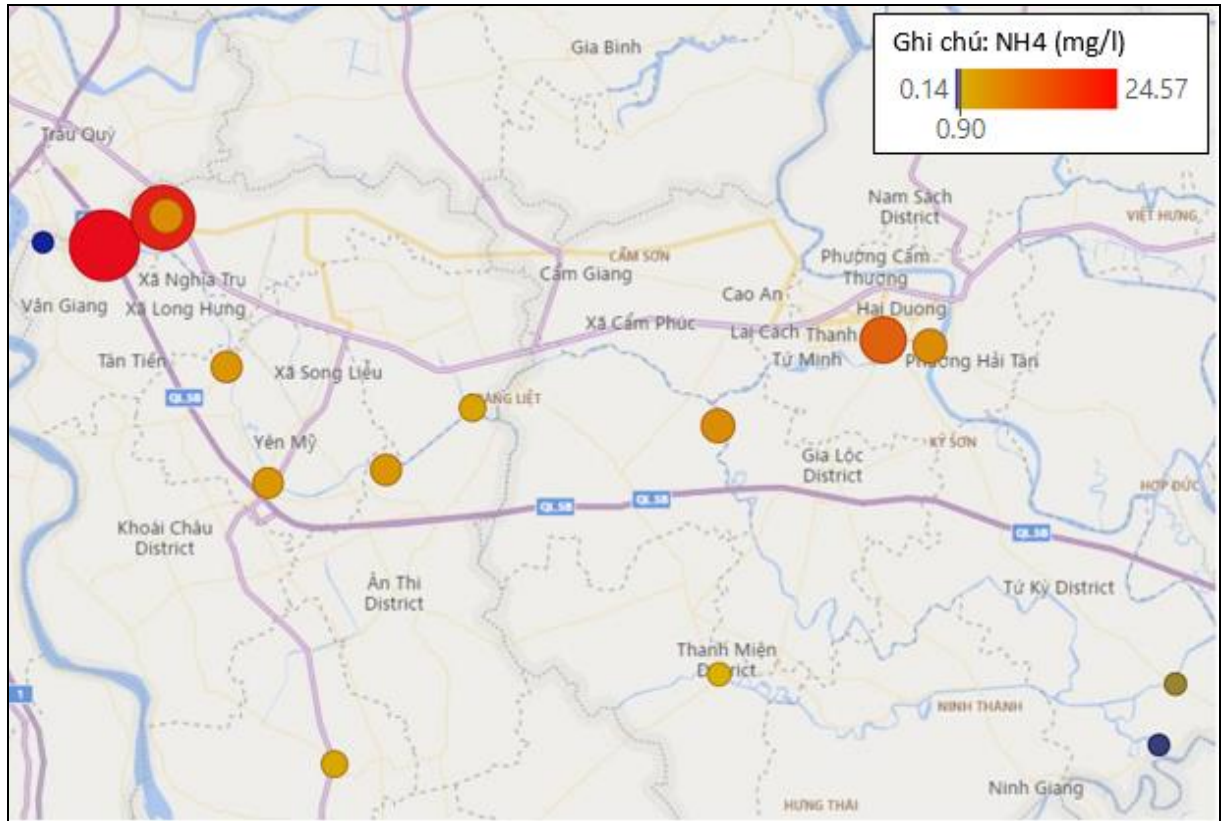 Ghi chú: NH4 (mg/l)
0.14
24.57
0.90
Gia Bình
Trâu Quỳ
Nam Sách
District
VIỆT HƯNG
CẨM SƠN
Phường Cẩm
Thượng
Cẩm Giang
Xã Nghĩa Trụ
Văn Giang
Xã Long Hưng
Cao An
Hai Duong
Xã Cẩm Phúc
Lai Cách
Thanh
Tân Tiến
Xã Song Liễu
Tứ Minh
Phường Hải Tân
QL5B
Yên Mỹ
KỲ SƠN
Gia Lộc
District
HỢP ĐỨC
QL5B
QL5B
QL5B
Khoái Châu
District
Ân Thi
District
Tứ Kỳ District
Thanh Miện
1
NINH THÀNH
Ninh Giang
HƯNG THÁI